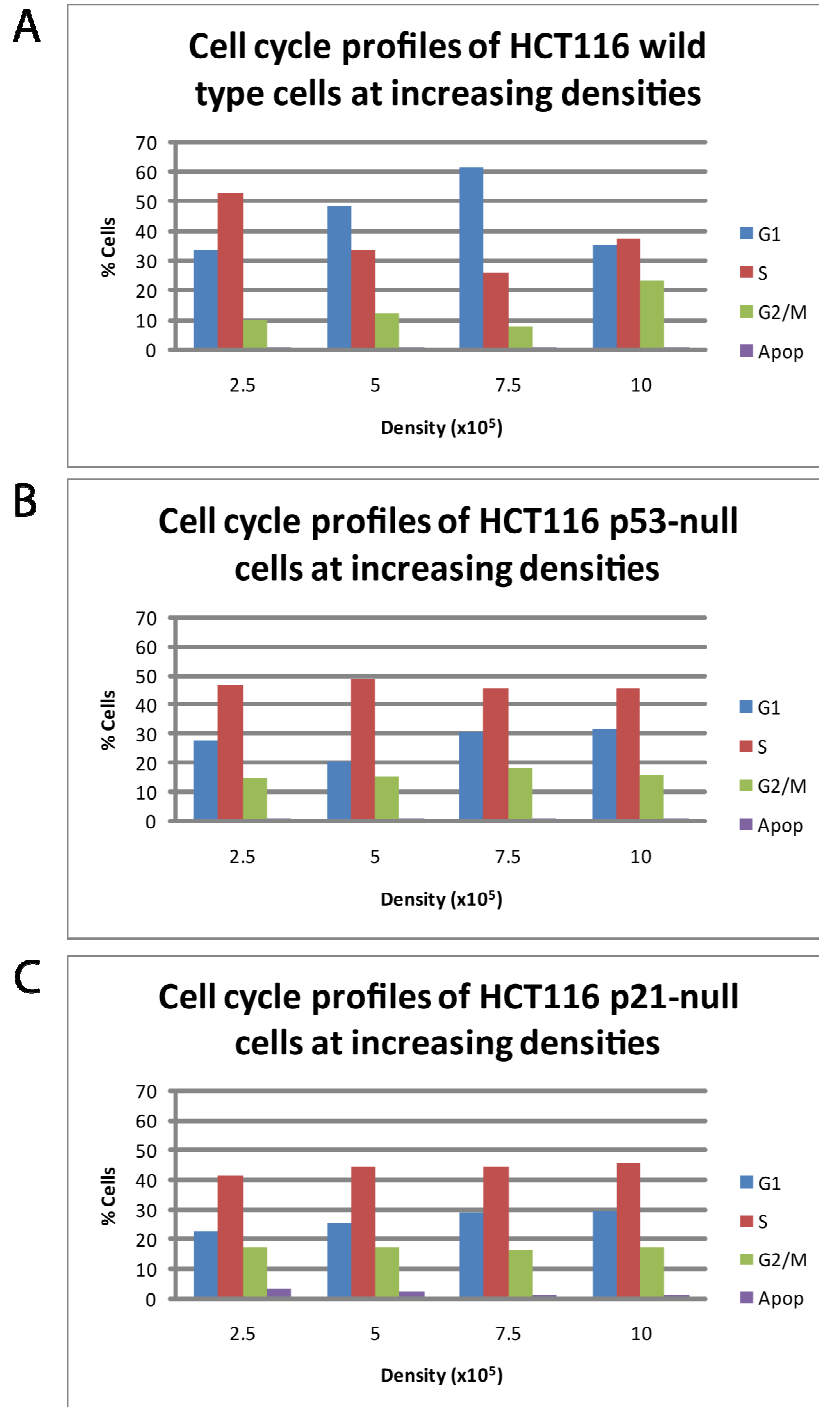 A
Cell cycle profiles of HCT116 wild
type cells at increasing densities
70
60
50
40
30
20
10
0
% Cells
2.5 5 7.5 10
Density (x10⁵)
G1
S
G2/M
Apop
B
Cell cycle profiles of HCT116 p53-null
cells at increasing densities
70
60
50
40
30
20
10
0
% Cells
2.5 5 7.5 10
Density (x10⁵)
G1
S
G2/M
Apop
C
Cell cycle profiles of HCT116 p21-null
cells at increasing densities
70
60
50
40
30
20
10
0
% Cells
2.5 5 7.5 10
Density (x10⁵)
G1
S
G2/M
Apop